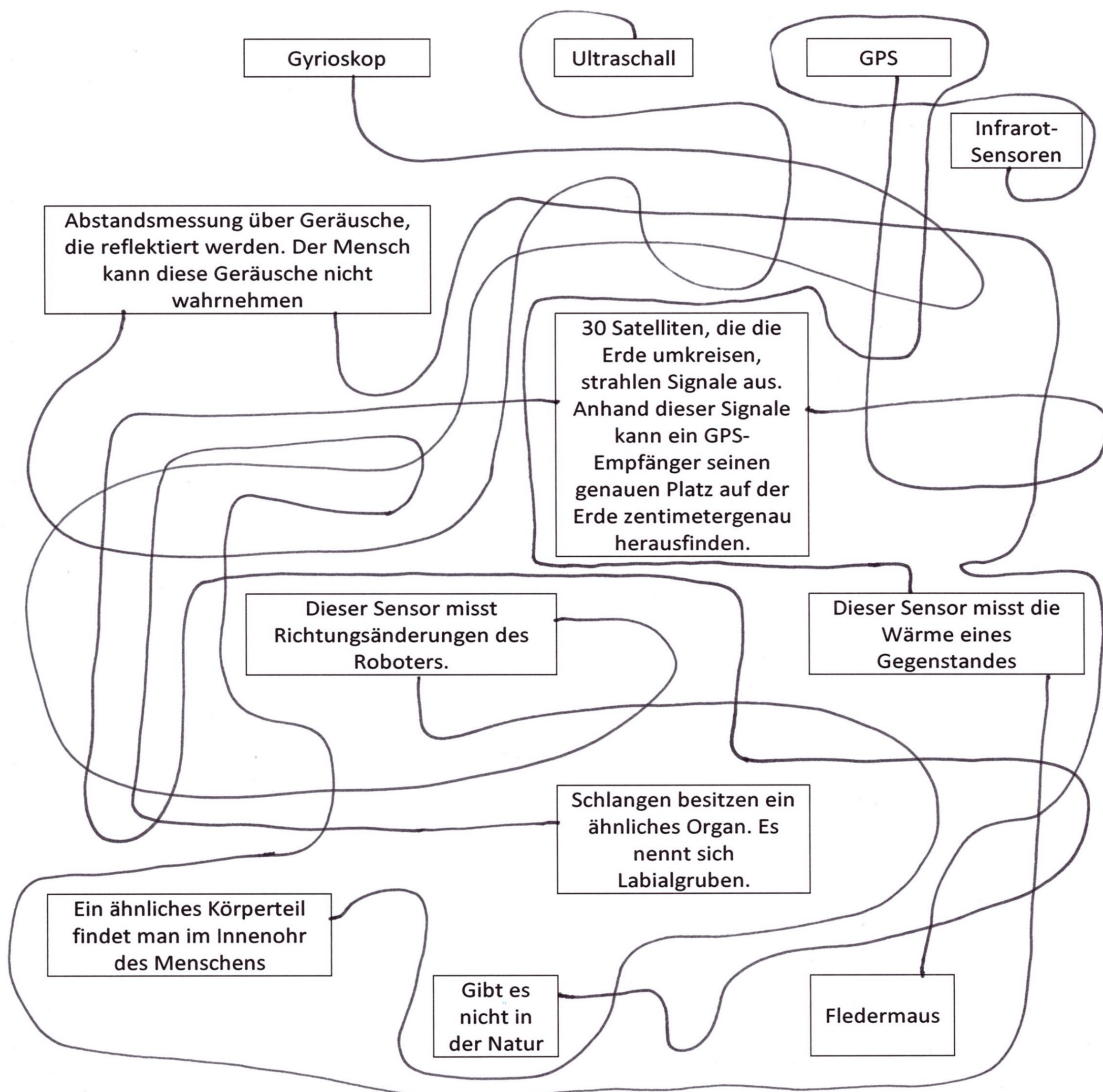 Gyrioskop
Ultraschall
GPS
Infrarot-
Sensoren
Abstandsmessung über Geräusche,
die reflektiert werden. Der Mensch
kann diese Geräusche nicht
wahrnehmen
30 Satelliten, die die
Erde umkreisen,
strahlen Signale aus.
Anhand dieser Signale
kann ein GPS-
Empfänger seinen
genauen Platz auf der
Erde zentimetergenau
herausfinden.
Dieser Sensor misst
Richtungsänderungen des
Roboters.
Dieser Sensor misst die
Wärme eines
Gegenstandes
Schlangen besitzen ein
ähnliches Organ. Es
nennt sich
Labialgruben.
Ein ähnliches Körperteil
findet man im Innenohr
des Menschens
Gibt es
nicht in
der Natur
Fledermaus